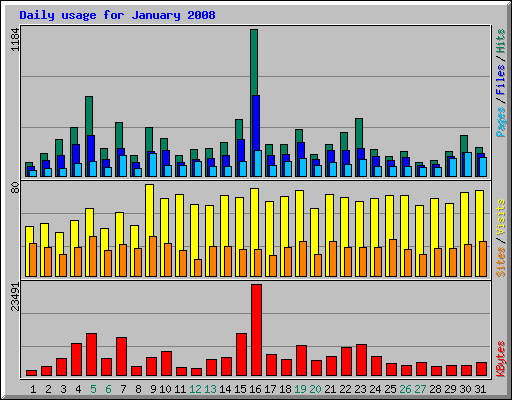 Daily usage for January 2008
1184
Pages / Files / Hits
80
Sites / Visits
23491
KBytes
1 2 3 4 5 6 7 8 9 10 11 12 13 14 15 16 17 18 19 20 21 22 23 24 25 26 27 28 29 30 31